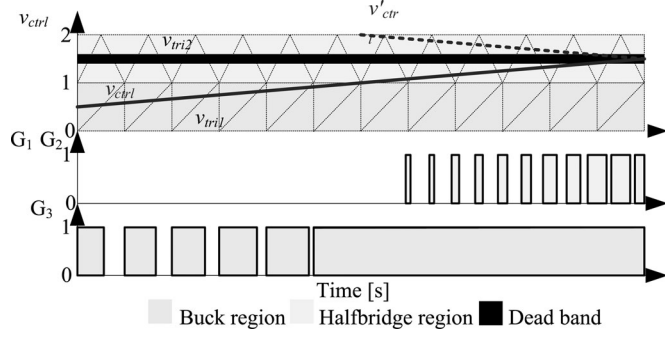 v'ctr
vctrl
2
vtri2
1
vctrl
vtri1
0
G1 G2
1
0
G3
1
0
Time [s]
Buck region Halfbridge region Dead band